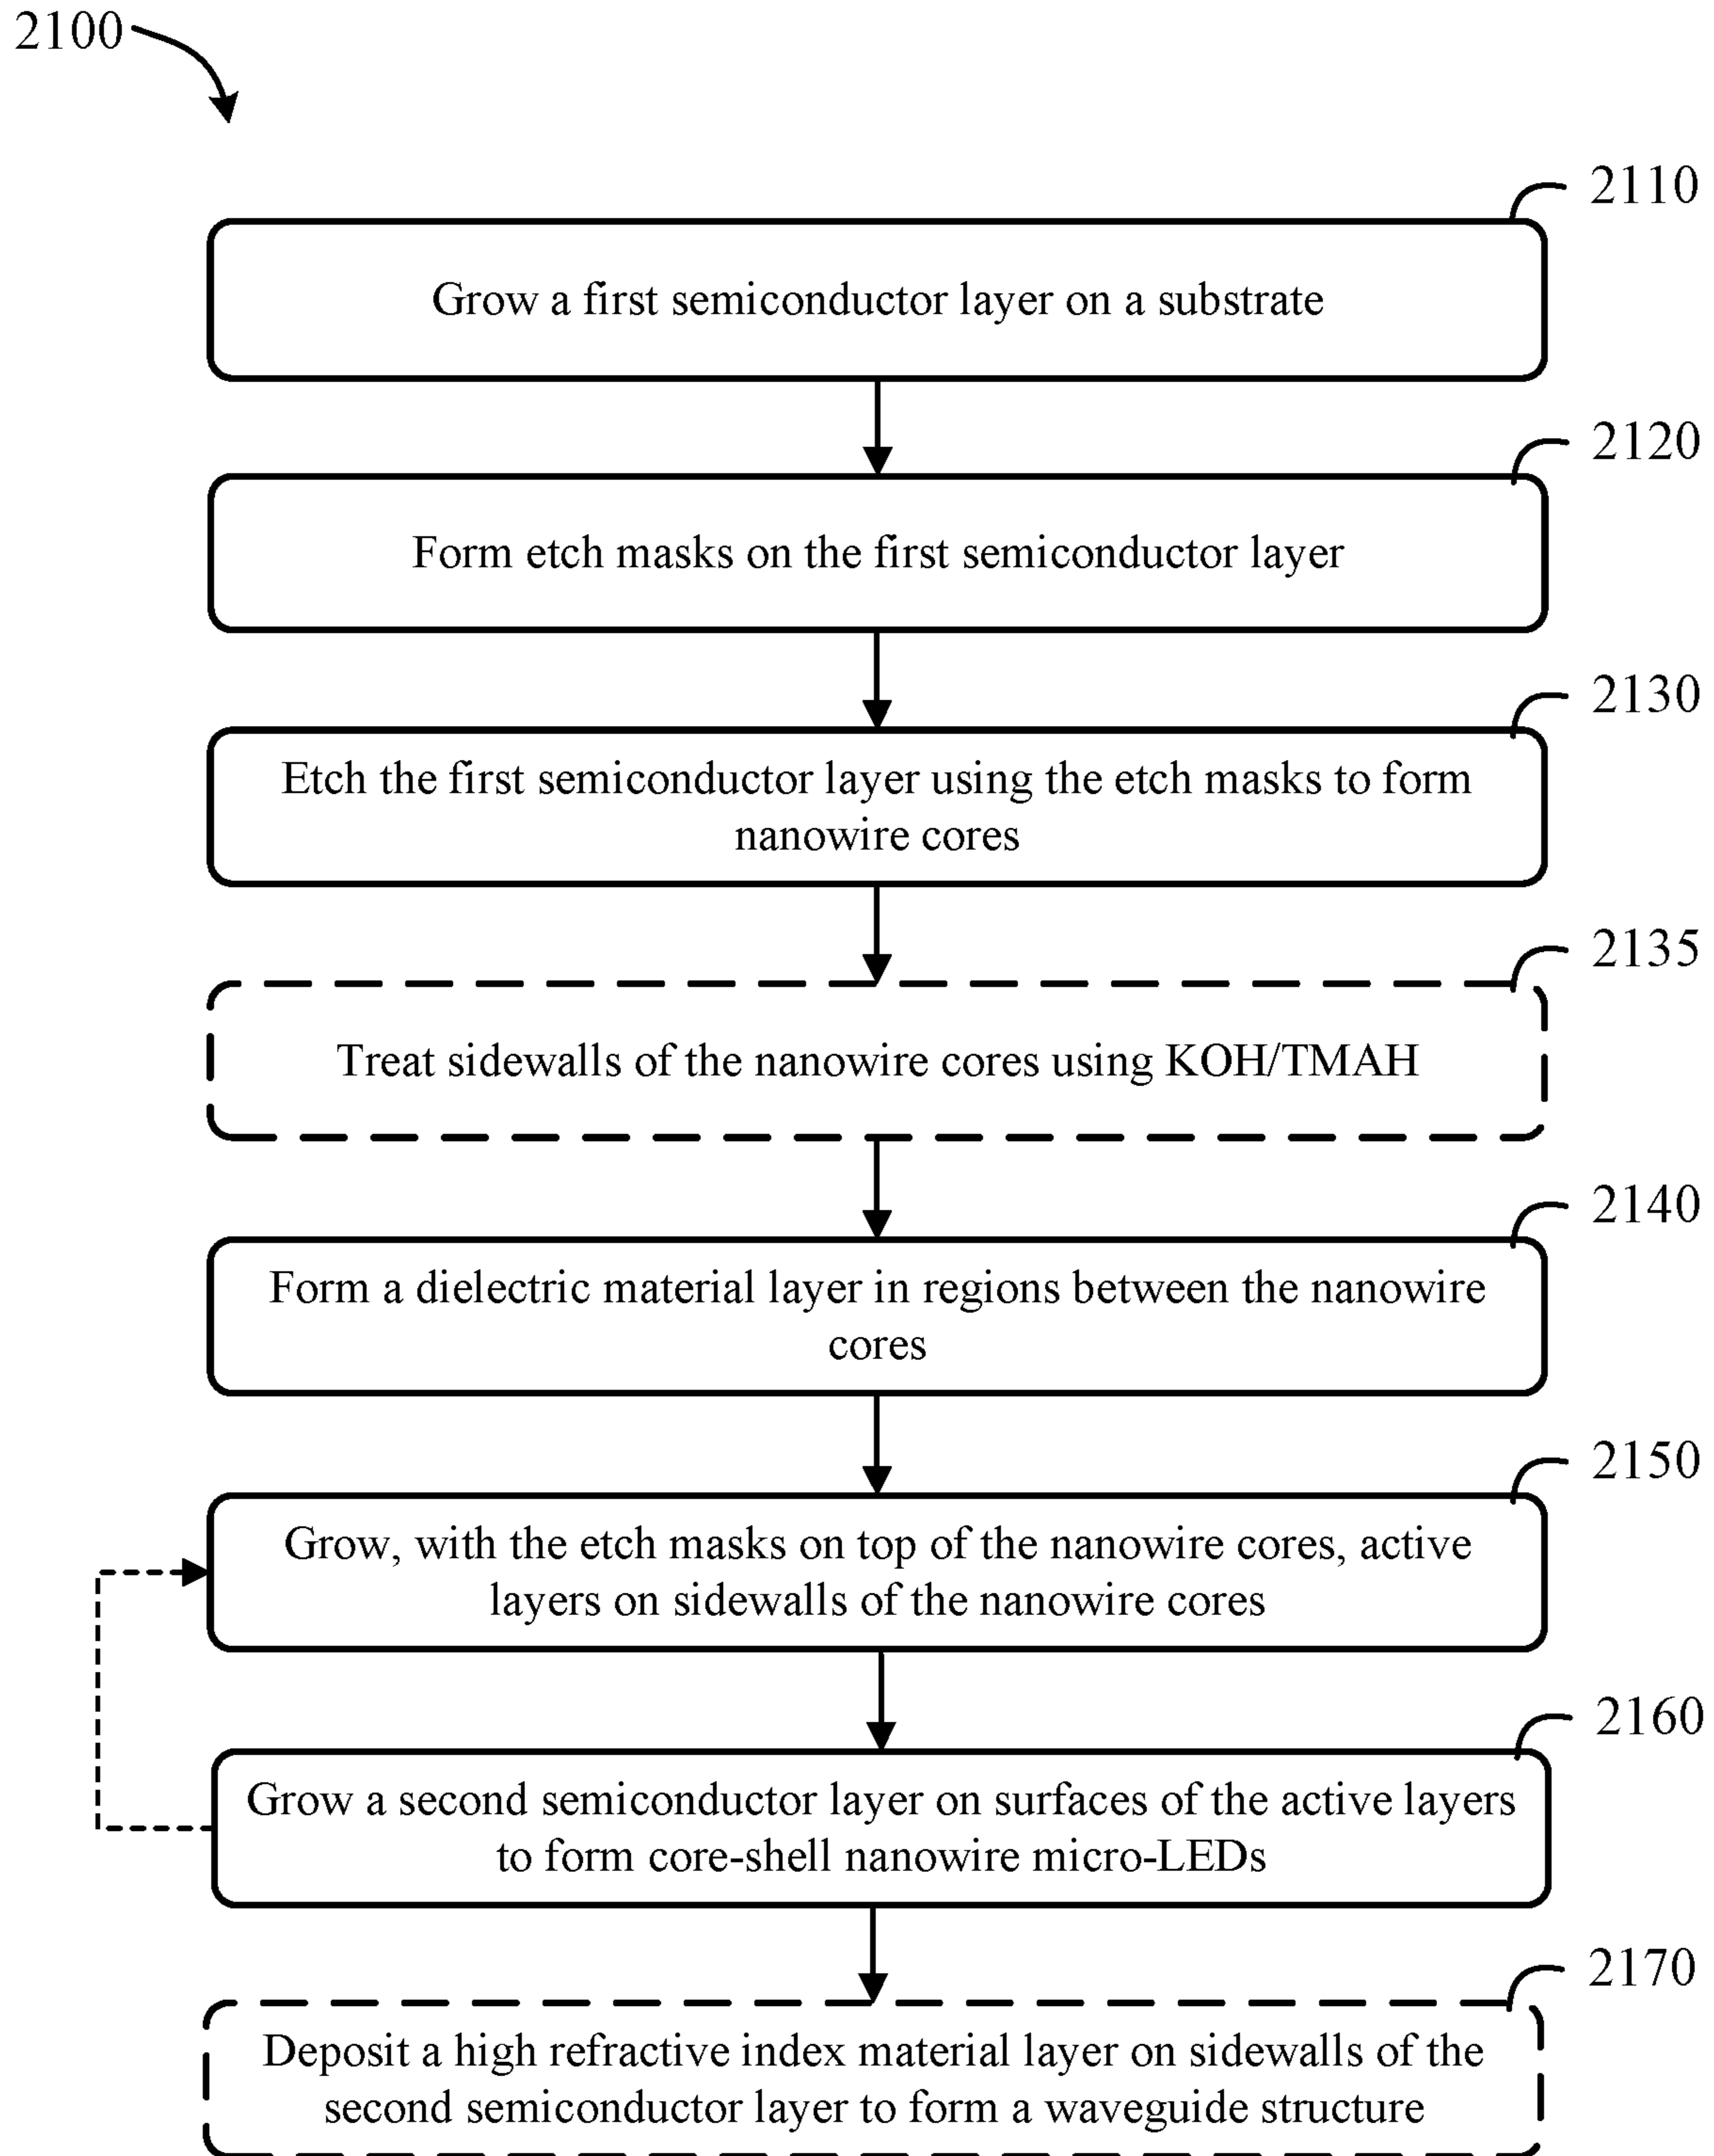 2100
2110
Grow a first semiconductor layer on a substrate
2120
Form etch masks on the first semiconductor layer
2130
Etch the first semiconductor layer using the etch masks to form
nanowire cores
2135
Treat sidewalls of the nanowire cores using KOH/TMAH
2140
Form a dielectric material layer in regions between the nanowire
cores
2150
Grow, with the etch masks on top of the nanowire cores, active
layers on sidewalls of the nanowire cores
2160
Grow a second semiconductor layer on surfaces of the active layers
to form core-shell nanowire micro-LEDs
2170
Deposit a high refractive index material layer on sidewalls of the
second semiconductor layer to form a waveguide structure